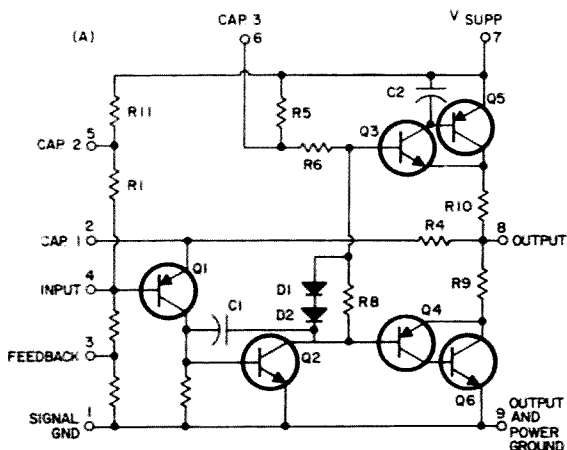 (A)
CAP 3
6
V SUPP
7
C2
Q5
R11
R5
Q3
5
CAP 2
R6
R1
R10
2
CAP 1
R4
8
OUTPUT
Q1
4
INPUT
D1
R9
C1
D2
R8
Q4
3
FEEDBACK
Q2
Q6
1
SIGNAL
GND
9
OUTPUT
AND
POWER
GROUND